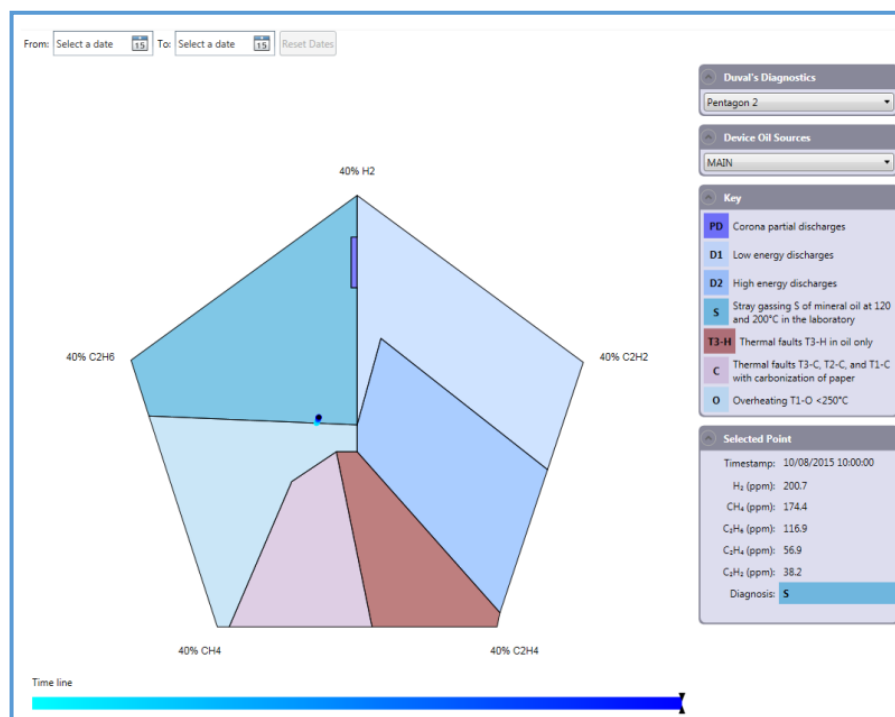 From: Select a date 15 To: Select a date 15 Reset Dates
Duval's Diagnostics
Pentagon 2
Device Oil Sources
MAIN
Key
PD Corona partial discharges
D1 Low energy discharges
D2 High energy discharges
S Stray gassing S of mineral oil at 120
and 200°C in the laboratory
T3-H Thermal faults T3-H in oil only
C Thermal faults T3-C, T2-C, and T1-C
with carbonization of paper
O Overheating T1-O <250°C
Selected Point
Timestamp: 10/08/2015 10:00:00
H₂ (ppm): 200.7
CH₄ (ppm): 174.4
C₂H₆ (ppm): 116.9
C₂H₄ (ppm): 56.9
C₂H₂ (ppm): 38.2
Diagnosis: S
40% H2
40% C2H6
40% C2H2
40% CH4
40% C2H4
Time line